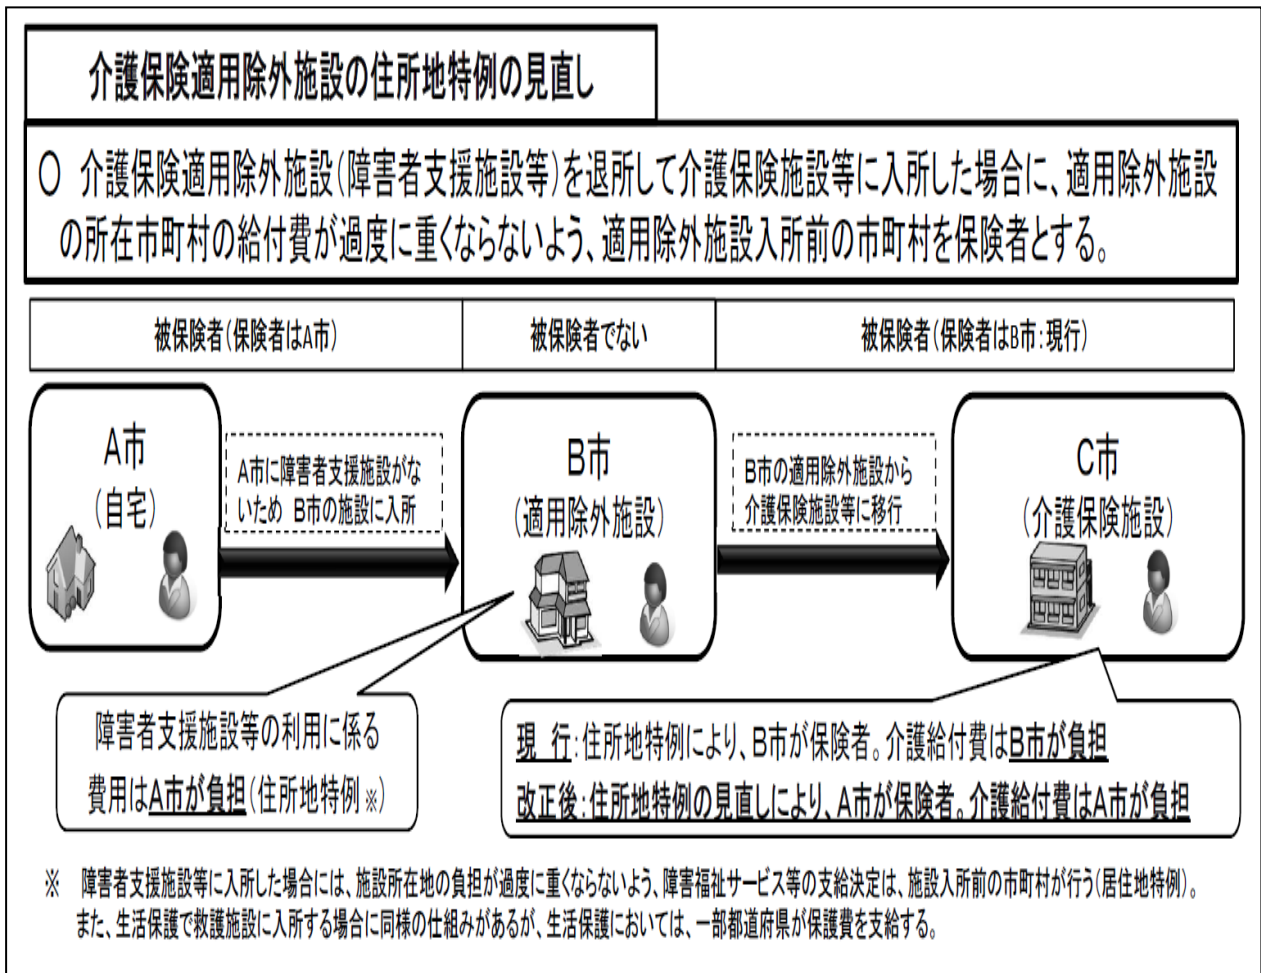 介護保険適用除外施設の住所地特例の見直し
○　介護保険適用除外施設（障害者支援施設等）を退所して介護保険施設等に入所した場合に、適用除外施設
の所在市町村の給付費が過度に重くならないよう、適用除外施設入所前の市町村を保険者とする。
被保険者（保険者はA市）
被保険者でない
被保険者（保険者はB市：現行）
A市
（自宅）
A市に障害者支援施設がな
いため B市の施設に入所
B市
（適用除外施設）
B市の適用除外施設から
介護保険施設等に移行
C市
（介護保険施設）
障害者支援施設等の利用に係る
費用はA市が負担（住所地特例※）
現　行：住所地特例により、B市が保険者。介護給付費はB市が負担
改正後：住所地特例の見直しにより、A市が保険者。介護給付費はA市が負担
※　障害者支援施設等に入所した場合には、施設所在地の負担が過度に重くならないよう、障害福祉サービス等の支給決定は、施設入所前の市町村が行う（居住地特例）。
また、生活保護で救護施設に入所する場合に同様の仕組みがあるが、生活保護においては、一部都道府県が保護費を支給する。